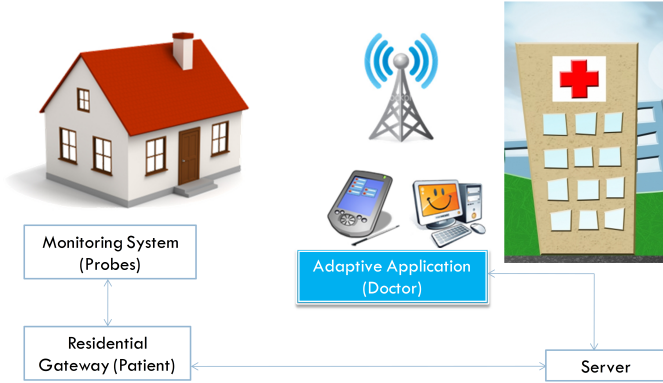 Monitoring System
(Probes)
Adaptive Application
(Doctor)
Residential
Gateway (Patient)
Server